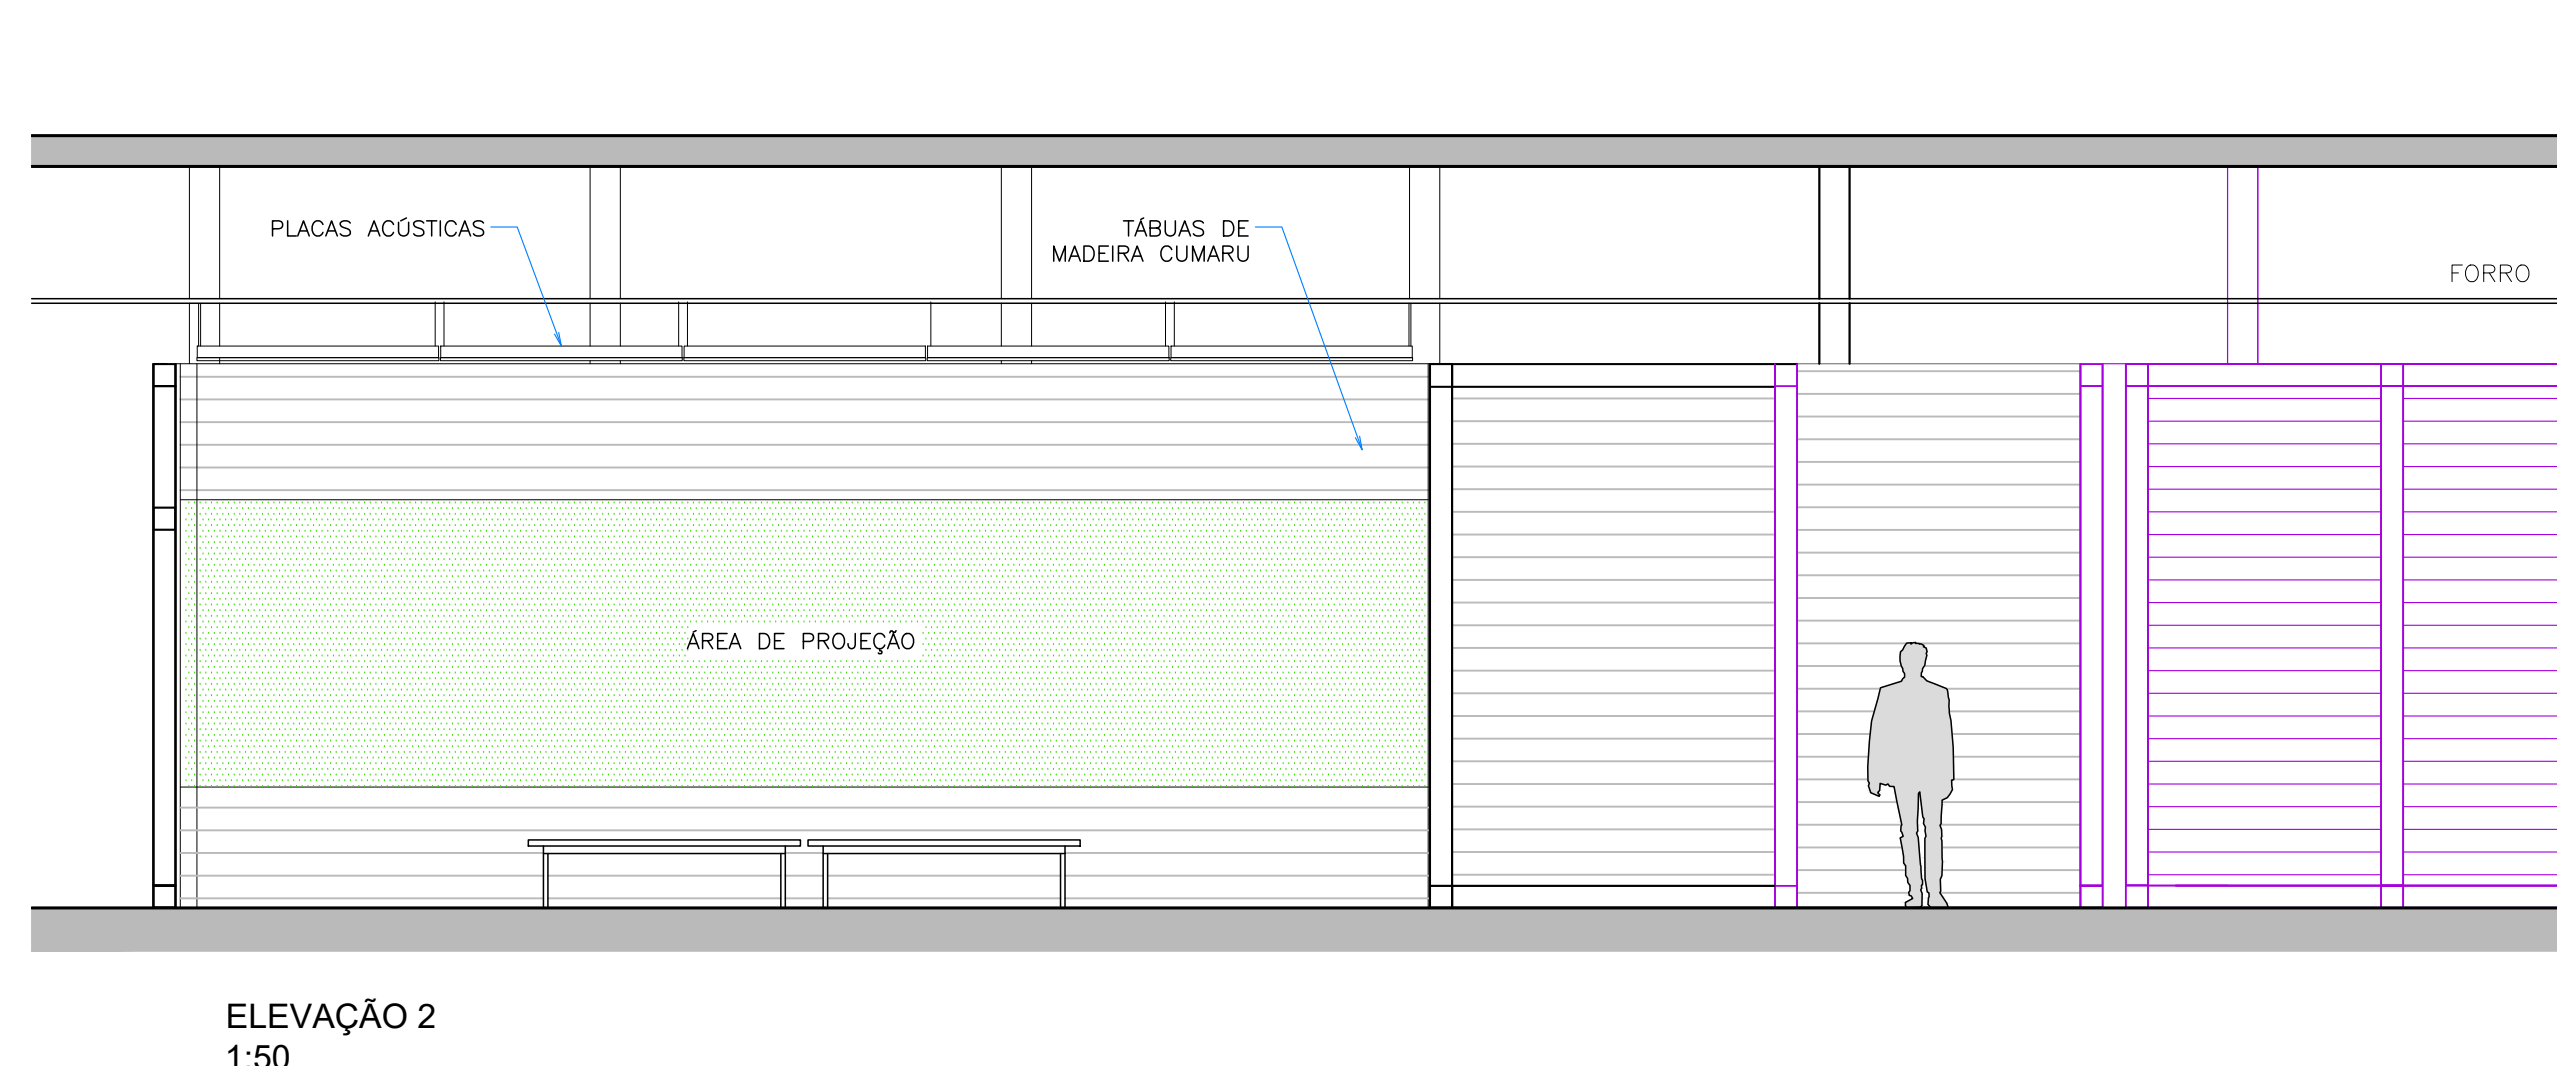 PLACAS ACÚSTICAS
TÁBUAS DE
MADEIRA CUMARU
FORRO
ÁREA DE PROJEÇÃO
ELEVAÇÃO 2
1:50